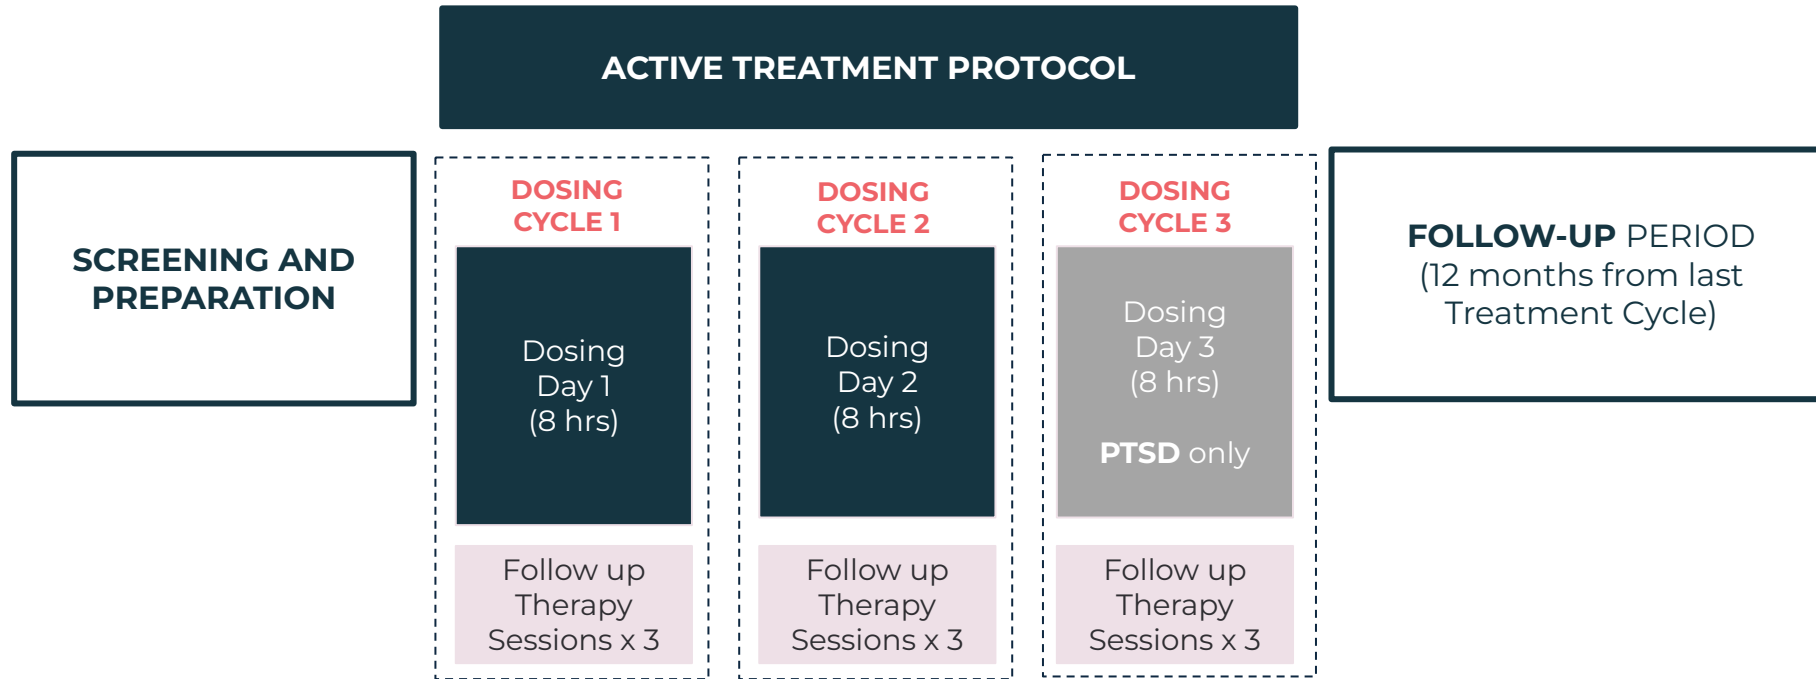 ACTIVE TREATMENT PROTOCOL
SCREENING AND
PREPARATION
DOSING
CYCLE 1
Dosing
Day 1
(8 hrs)
Follow up
Therapy
Sessions x 3
DOSING
CYCLE 2
Dosing
Day 2
(8 hrs)
Follow up
Therapy
Sessions x 3
DOSING
CYCLE 3
Dosing
Day 3
(8 hrs)
PTSD only
Follow up
Therapy
Sessions x 3
FOLLOW-UP PERIOD
(12 months from last
Treatment Cycle)